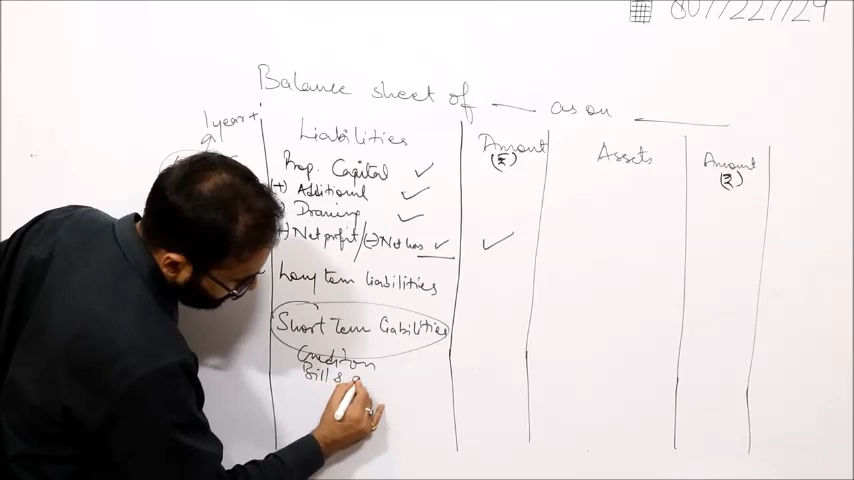 8077227729
Balance sheet of as on
1 year+
Liabilities
Amount
(₹)
Assets
Amount
(₹)
Prop. Capital ✓
(+) Additional ✓
Drawing ✓
Net profit/(-) Net loss ✓
✓
Long term liabilities
Short Term liabilities
Creditors
Bills